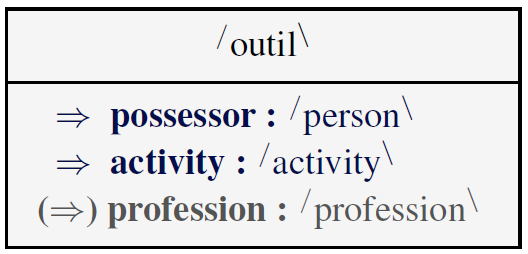 /outil\
⇒ possessor : /person\
⇒ activity : /activity\
(⇒) profession : /profession\